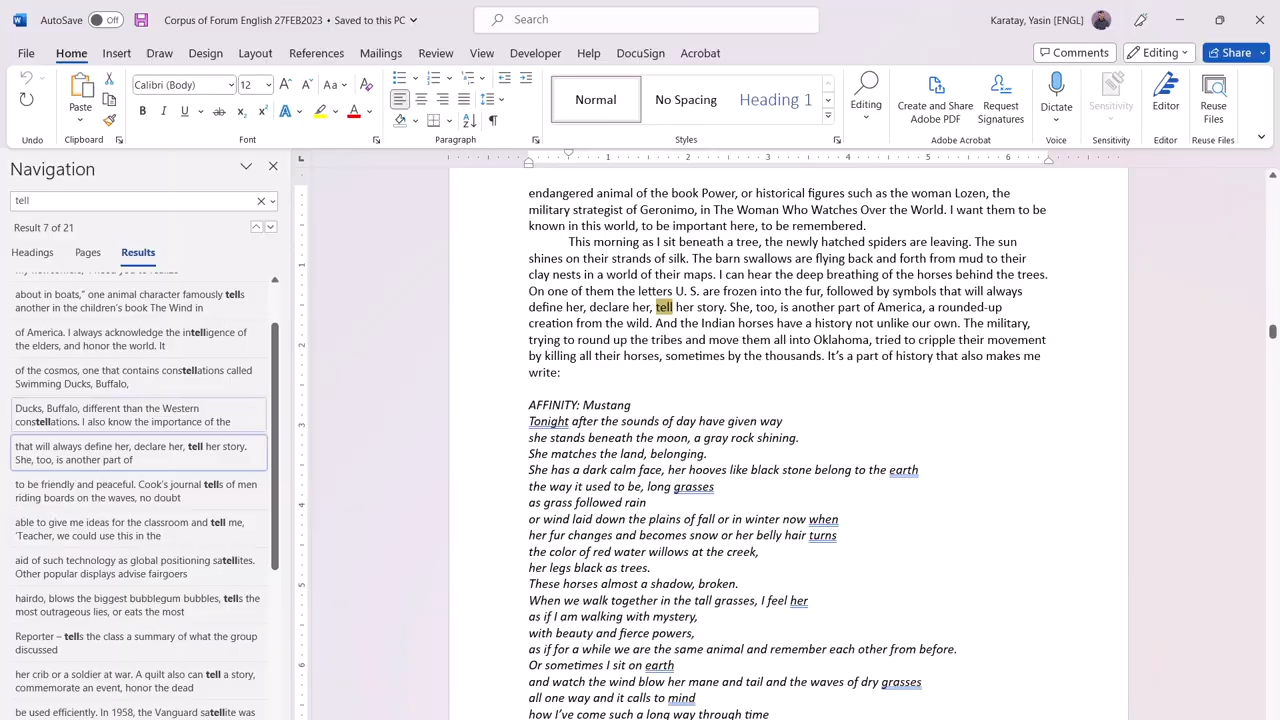 AutoSave Off Corpus of Forum English 27FEB2023 • Saved to this PC Search Karatay, Yasin [ENGL]
File Home Insert Draw Design Layout References Mailings Review View Developer Help DocuSign Acrobat Comments Editing Share
Calibri (Body) 12 Aa Normal No Spacing Heading 1
Paste Editing Create and Share Adobe PDF Request Signatures Dictate Sensitivity Editor Reuse Files
Undo Clipboard Font Paragraph Styles Adobe Acrobat Voice Sensitivity Editor Reuse Files
Navigation
tell
Result 7 of 21
Headings Pages Results
about in boats,” one animal character famously tells
another in the children's book The Wind in
of America. I always acknowledge the intelligence of
the elders, and honor the world. It
of the cosmos, one that contains constellations called
Swimming Ducks, Buffalo,
Ducks, Buffalo, different than the Western
constellations. I also know the importance of the
that will always define her, declare her, tell her story.
She, too, is another part of
to be friendly and peaceful. Cook’s journal tells of men
riding boards on the waves, no doubt
able to give me ideas for the classroom and tell me,
‘Teacher, we could use this in the
aid of such technology as global positioning satellites.
Other popular displays advise fairgoers
hairdo, blows the biggest bubblegum bubbles, tells the
most outrageous lies, or eats the most
Reporter – tells the class a summary of what the group
discussed
her crib or a soldier at war. A quilt also can tell a story,
commemorate an event, honor the dead
be used efficiently. In 1958, the Vanguard satellite was
1 2 3 4 5 6
1 2 3 4 5 6
endangered animal of the book Power, or historical figures such as the woman Lozen, the
military strategist of Geronimo, in The Woman Who Watches Over the World. I want them to be
known in this world, to be important here, to be remembered.
This morning as I sit beneath a tree, the newly hatched spiders are leaving. The sun
shines on their strands of silk. The barn swallows are flying back and forth from mud to their
clay nests in a world of their maps. I can hear the deep breathing of the horses behind the trees.
On one of them the letters U. S. are frozen into the fur, followed by symbols that will always
define her, declare her, tell her story. She, too, is another part of America, a rounded-up
creation from the wild. And the Indian horses have a history not unlike our own. The military,
trying to round up the tribes and move them all into Oklahoma, tried to cripple their movement
by killing all their horses, sometimes by the thousands. It’s a part of history that also makes me
write:
AFFINITY: Mustang
Tonight after the sounds of day have given way
she stands beneath the moon, a gray rock shining.
She matches the land, belonging.
She has a dark calm face, her hooves like black stone belong to the earth
the way it used to be, long grasses
as grass followed rain
or wind laid down the plains of fall or in winter now when
her fur changes and becomes snow or her belly hair turns
the color of red water willows at the creek,
her legs black as trees.
These horses almost a shadow, broken.
When we walk together in the tall grasses, I feel her
as if I am walking with mystery,
with beauty and fierce powers,
as if for a while we are the same animal and remember each other from before.
Or sometimes I sit on earth
and watch the wind blow her mane and tail and the waves of dry grasses
all one way and it calls to mind
how I’ve come such a long way through time